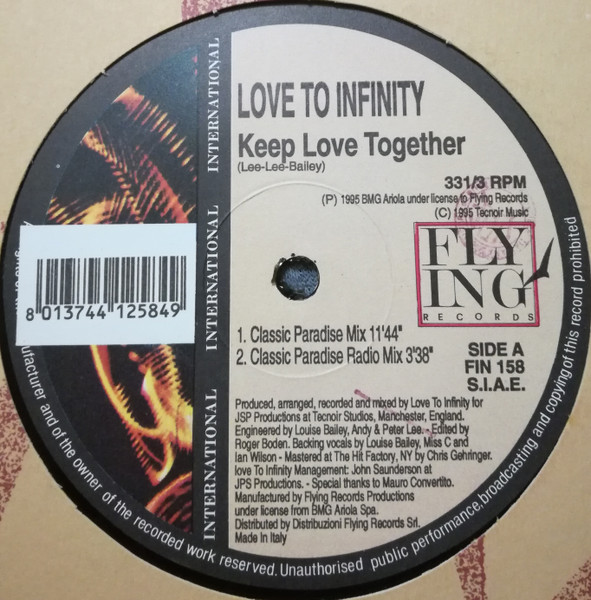 LOVE TO INFINITY
Keep Love Together
(Lee-Lee-Bailey)
331/3 RPM
(P) 1995 BMG Ariola under license to Flying Records
(C) 1995 Tecnoir Music
FLY
ING
RECORDS
1. Classic Paradise Mix 11'44"
2. Classic Paradise Radio Mix 3'38"
SIDE A
FIN 158
S.I.A.E.
Produced, arranged, recorded and mixed by Love To Infinity for
JSP Productions at Tecnoir Studios, Manchester, England.
Engineered by Louise Bailey, Andy & Peter Lee. - Edited by
Roger Boden. Backing vocals by Louise Bailey, Miss C and
Ian Wilson - Mastered at The Hit Factory, NY by Chris Gehringer.
love To Infinity Management: John Saunderson at
JPS Productions. - Special thanks to Mauro Convertito.
Manufactured by Flying Records Productions
under license from BMG Ariola Spa.
Distributed by Distribuzioni Flying Records Srl.
Made In Italy
INTERNATIONAL
INTERNATIONAL
INTERNATIONAL
8 013744 125849
and of the owner of the recorded work reserved. Unauthorised public performance, broadcasting and copying of this record prohibited